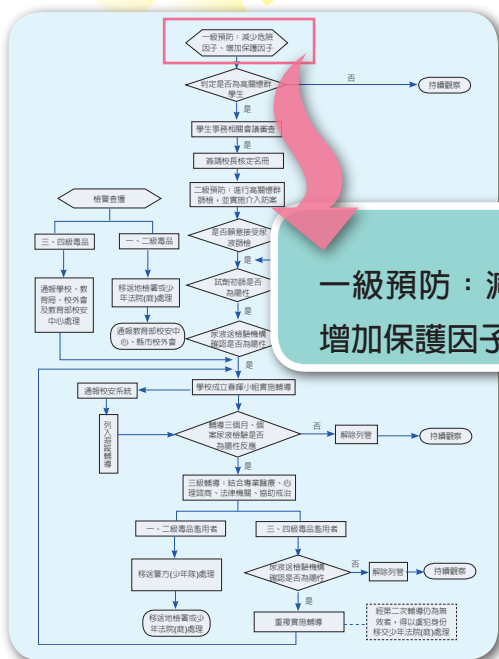 一級預防：減少危險
因子、增加保護因子
判定是否為高關懷群
學生
否
持續觀察
是
學生事務相關會議審查
是
簽請校長核定名冊
二級預防：進行高關懷群
篩檢，並實施介入防案
是否願意接受尿
液篩檢
是
試劑初篩是否
為陽性
是
尿液送檢驗機構
確認是否為陽性
是
檢警查獲
三、四級毒品
一、二級毒品
通報學校、教
育局、校外會
及教育部校安
中心處理
移送地檢署或少
年法院(庭)處理
通報教育部校安中
心、縣市校外會
一級預防：減
增加保護因子
通報校安系統
學校成立春暉小組實施輔導
列入追蹤輔導
輔導三個月、個
案尿液檢驗是否
為陽性反應
否
解除列管
持續觀察
是
三級輔導：結合專業醫療、心
理諮商、法律機關、協助戒治
一、二級毒品濫用者
三、四級毒品濫用者
移送警方(少年隊)處理
尿液送檢驗機構
確認是否為陽性
否
解除列管
持續觀察
是
移送地檢署或少
年法院(庭)處理
重複實施輔導
經第二次輔導仍為無
效者，得以虞犯身份
移交少年法院(庭)處理